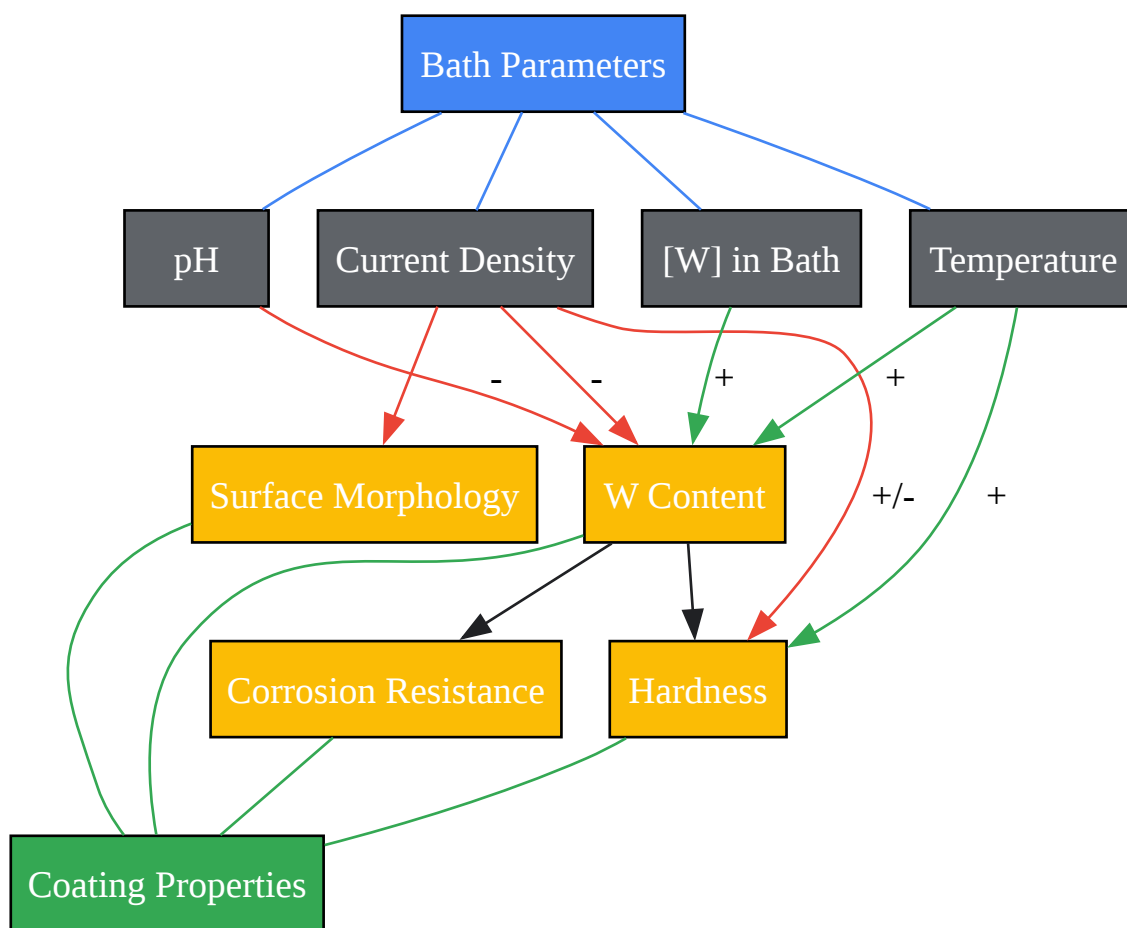 Bath Parameters
pH
Current Density
[W] in Bath
Temperature
-
-
+
+
Surface Morphology
W Content
+/-
+
Corrosion Resistance
Hardness
Coating Properties